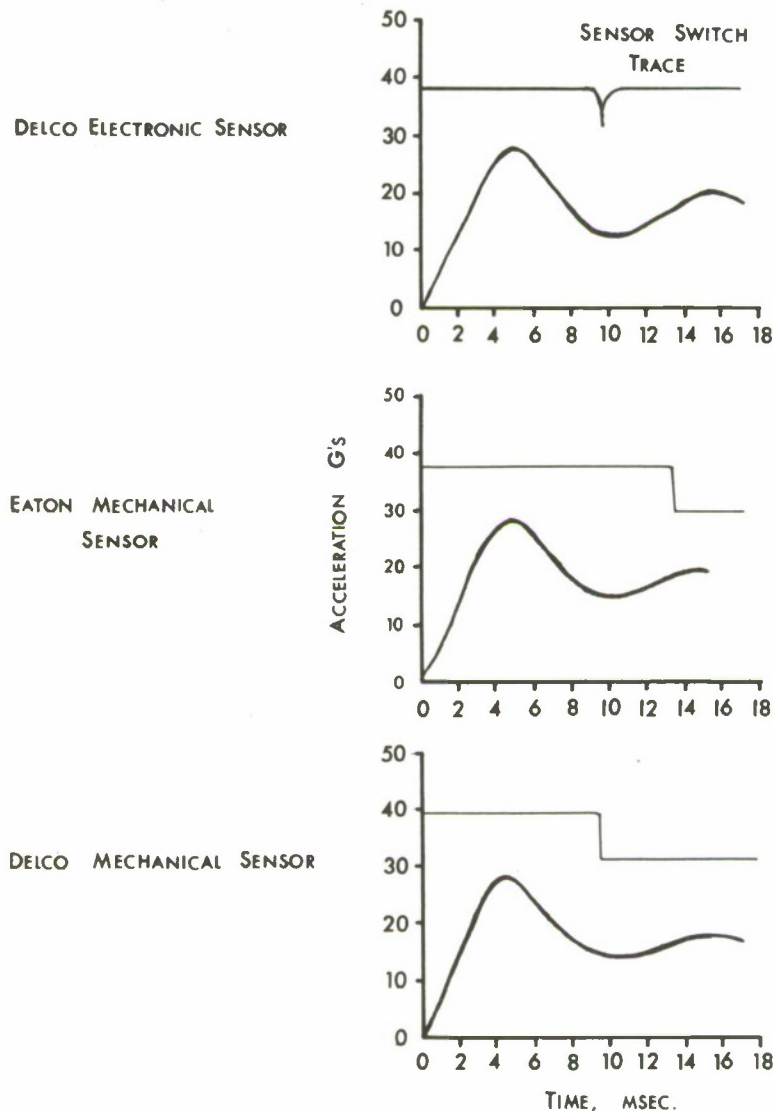 SENSOR SWITCH
TRACE
DELCO ELECTRONIC SENSOR
50
40
30
20
10
0
0 2 4 6 8 10 12 14 16 18
EATON MECHANICAL
SENSOR
ACCELERATION G's
50
40
30
20
10
0
0 2 4 6 8 10 12 14 16 18
DELCO MECHANICAL SENSOR
50
40
30
20
10
0
0 2 4 6 8 10 12 14 16 18
TIME, MSEC.